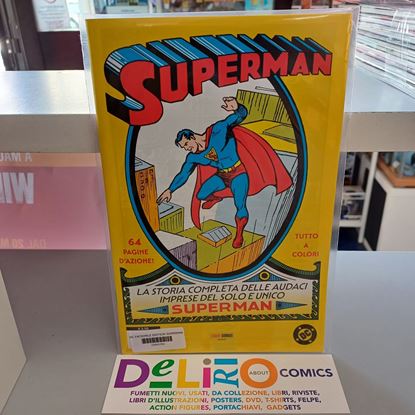 SUPERMAN
64
PAGINE
D'AZIONE!
TUTTO
A
COLORI
LA STORIA COMPLETA DELLE AUDACI
IMPRESE DEL SOLO E UNICO
SUPERMAN
DC
DELIRIO
ABOUT
COMICS
FUMETTI NUOVI, USATI, DA COLLEZIONE, LIBRI, RIVISTE,
LIBRI D'ILLUSTRAZIONI, POSTERS, DVD, T-SHIRTS, FELPE,
ACTION FIGURES, PORTACHIAVI, GADGETS